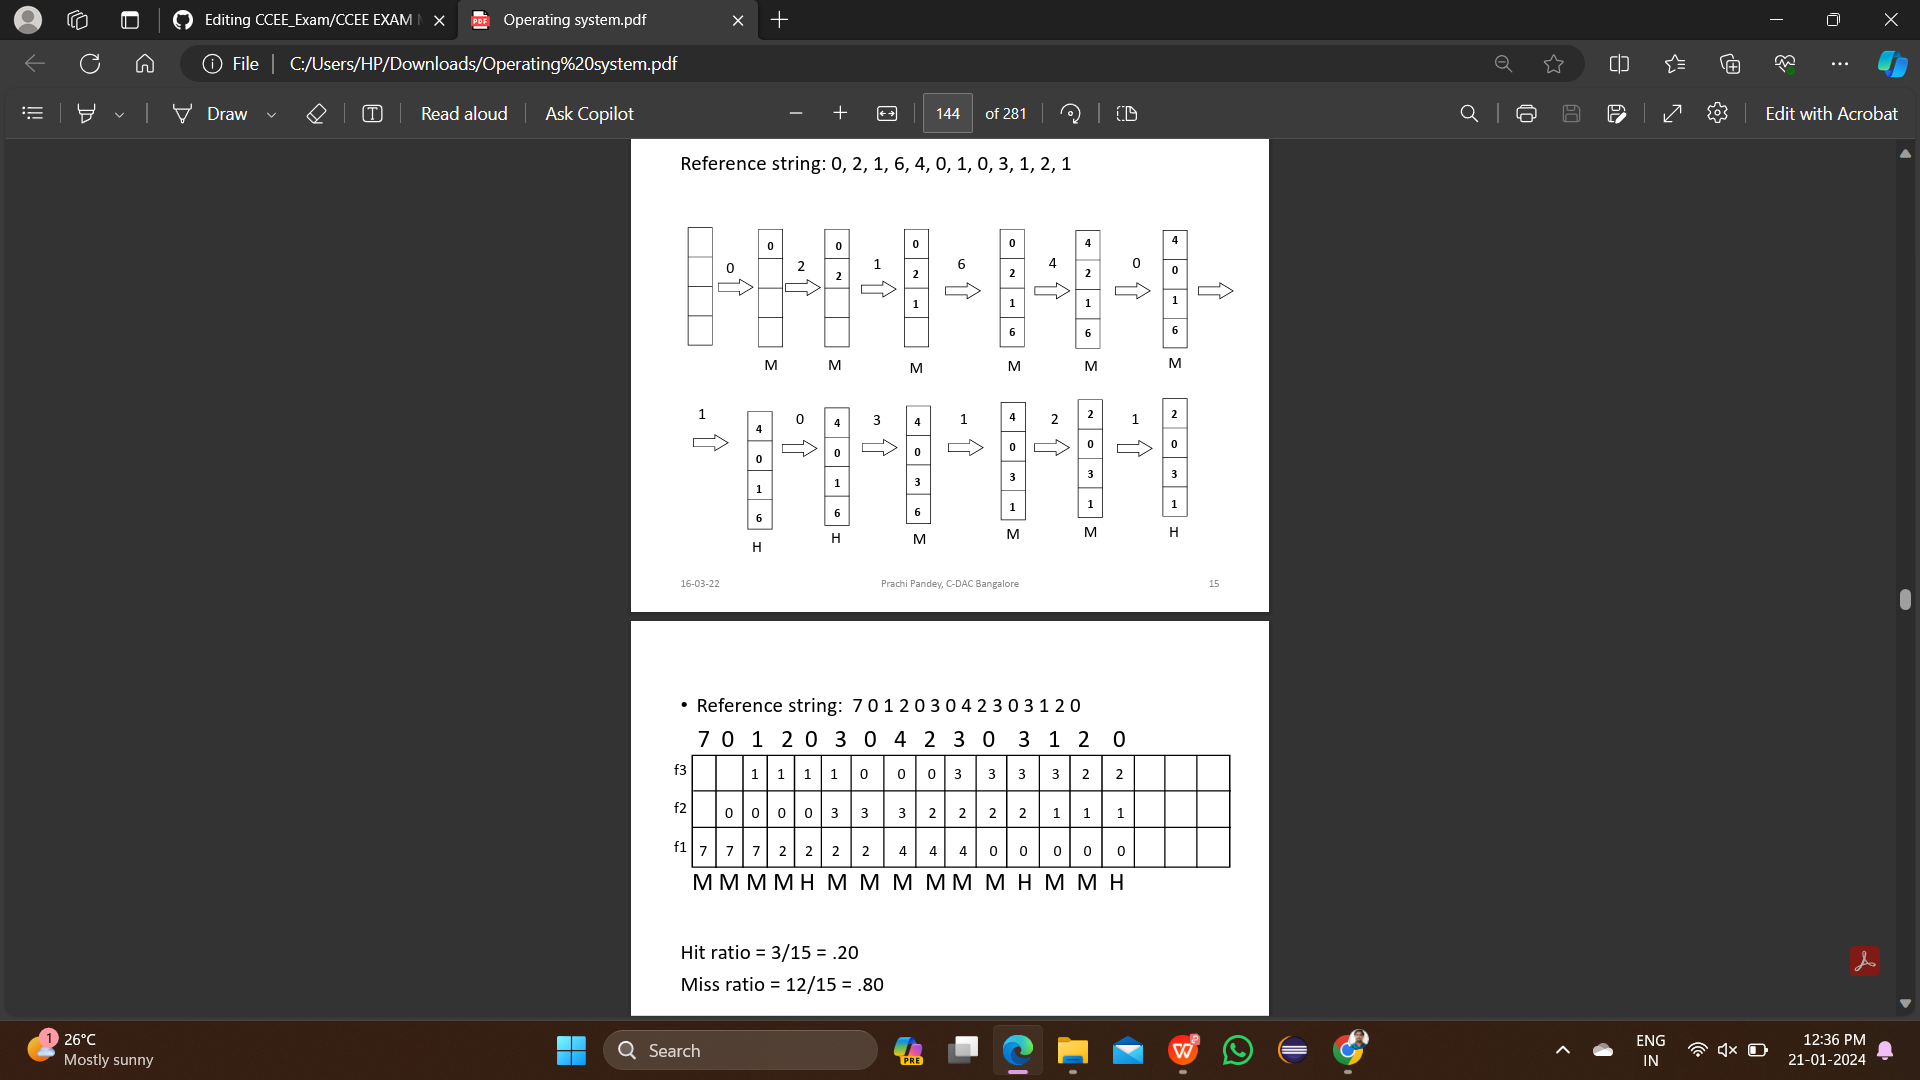 Editing CCEE_Exam/CCEE EXAM
Operating system.pdf
File C:/Users/HP/Downloads/Operating%20system.pdf
Draw Read aloud Ask Copilot 144 of 281 Edit with Acrobat
Reference string: 0, 2, 1, 6, 4, 0, 1, 0, 3, 1, 2, 1
0 2 1 6 4 0
0 0 0 0 4 4
2 2 2 2 0
1 1 1 1
6 6 6
M M M M M M
1 0 3 1 2 1
4 4 4 4 2 2
0 0 0 0 0 0
1 1 3 3 3 3
6 6 6 1 1 1
H H M M M H
16-03-22 Prachi Pandey, C-DAC Bangalore 15
• Reference string: 7 0 1 2 0 3 0 4 2 3 0 3 1 2 0
7 0 1 2 0 3 0 4 2 3 0 3 1 2 0
f3 1 1 1 1 0 0 0 3 3 3 3 2 2
f2 0 0 0 0 3 3 3 2 2 2 2 1 1 1
f1 7 7 7 2 2 2 2 4 4 4 0 0 0 0 0
M M M M H M M M M M M H M M H
Hit ratio = 3/15 = .20
Miss ratio = 12/15 = .80
1 26°C
Mostly sunny
Search
PRE
ENG
IN
12:36 PM
21-01-2024